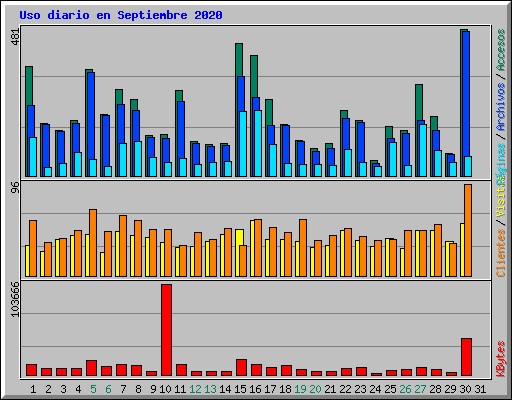 Uso diario en Septiembre 2020
481
96
103666
Clientes / visitas
Páginas / Archivos / Accesos
KBytes
1 2 3 4 5 6 7 8 9 10 11 12 13 14 15 16 17 18 19 20 21 22 23 24 25 26 27 28 29 30 31